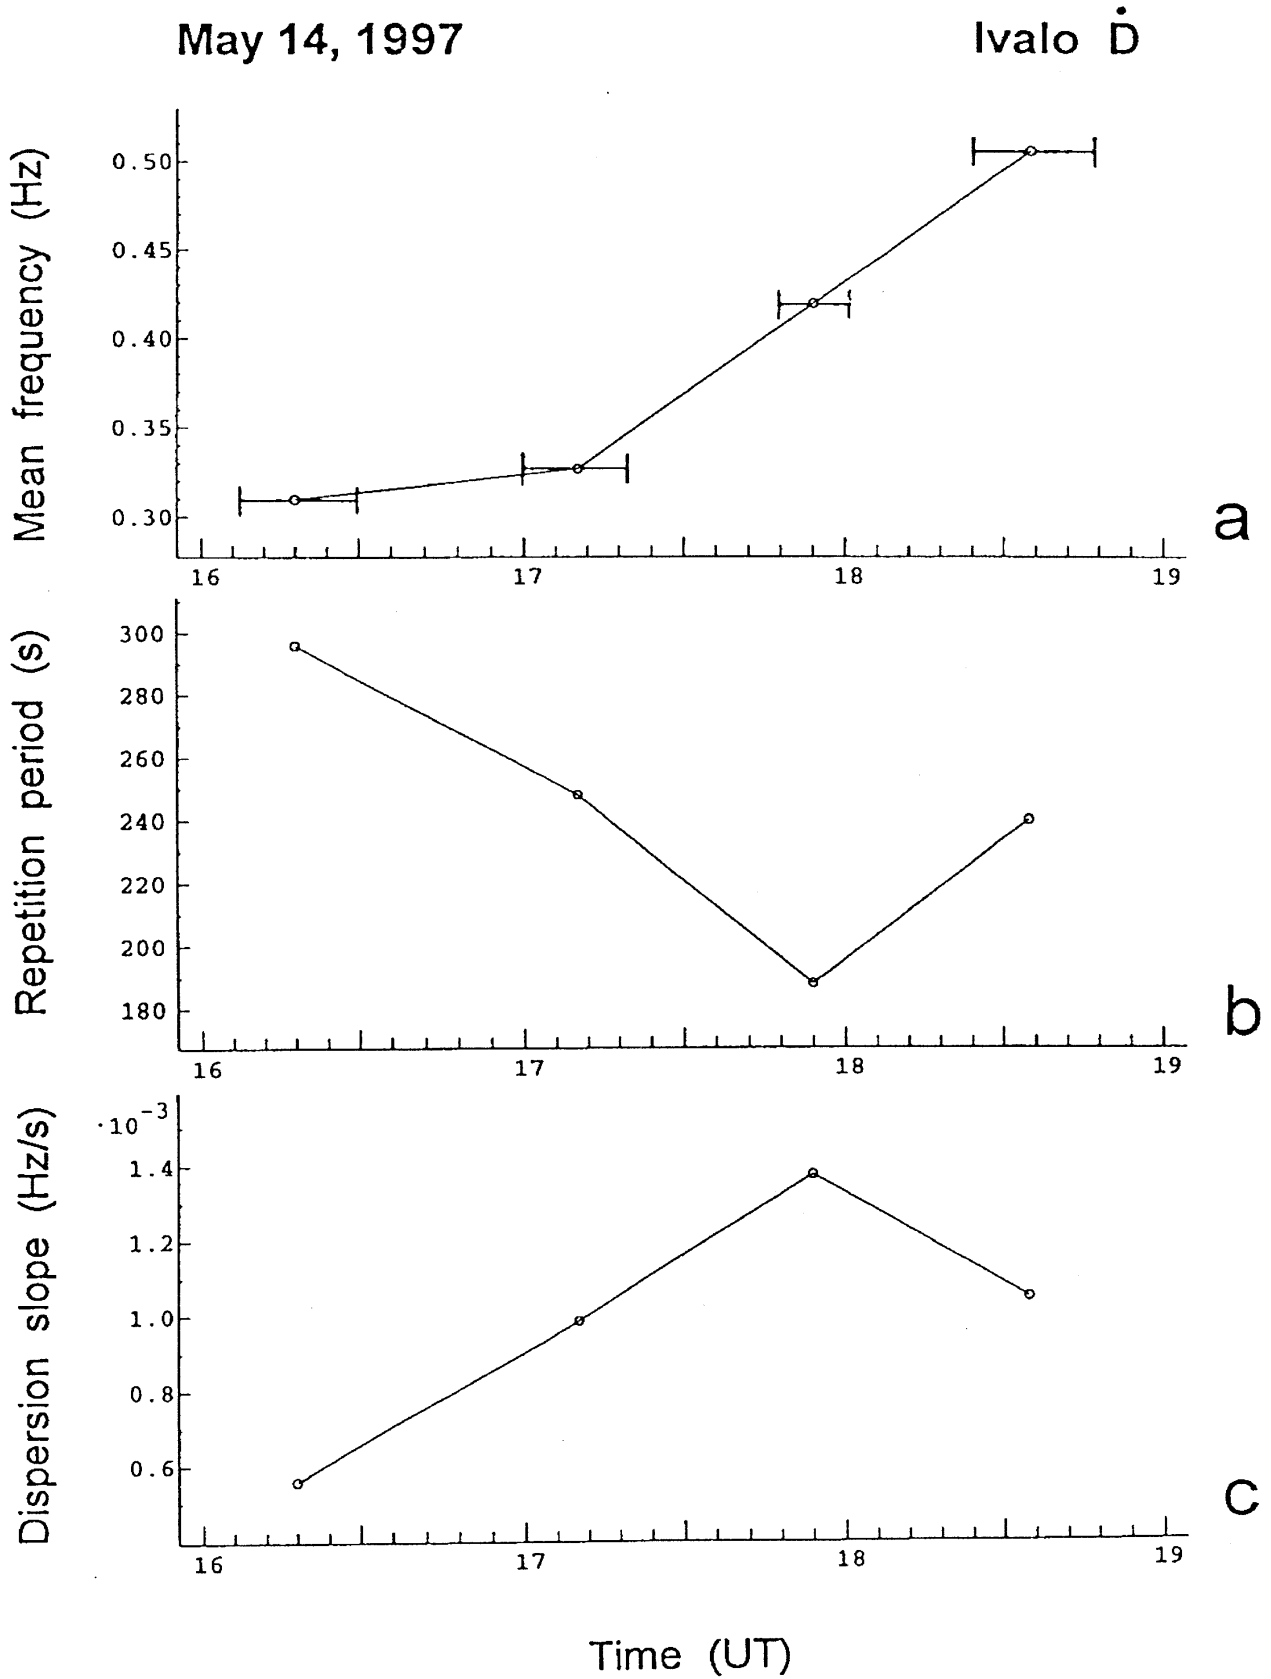 May 14, 1997 Ivalo Ḋ
Mean frequency (Hz)
0.50
0.45
0.40
0.35
0.30
16 17 18 19
a
Repetition period (s)
300
280
260
240
220
200
180
16 17 18 19
b
Dispersion slope (Hz/s)
·10⁻³
1.4
1.2
1.0
0.8
0.6
16 17 18 19
c
Time (UT)